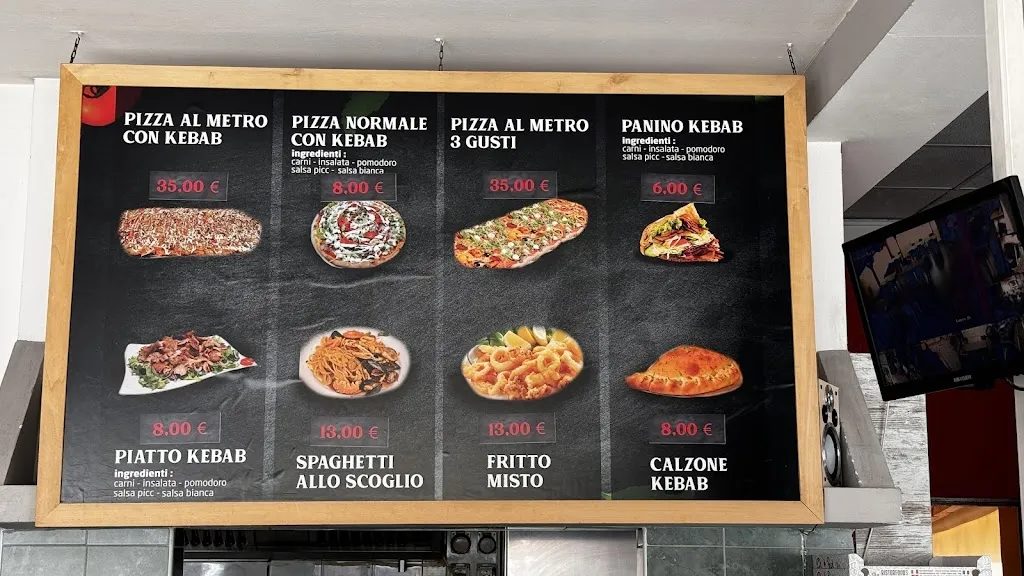 PIZZA AL METRO
CON KEBAB
35.00 €
PIZZA NORMALE
CON KEBAB
ingredienti :
carni - insalata - pomodoro
salsa picc - salsa bianca
8.00 €
PIZZA AL METRO
3 GUSTI
35.00 €
PANINO KEBAB
ingredienti :
carni - insalata - pomodoro
salsa picc - salsa bianca
6.00 €
8.00 €
PIATTO KEBAB
ingredienti :
carni - insalata - pomodoro
salsa picc - salsa bianca
13.00 €
SPAGHETTI
ALLO SCOGLIO
13.00 €
FRITTO
MISTO
8.00 €
CALZONE
KEBAB